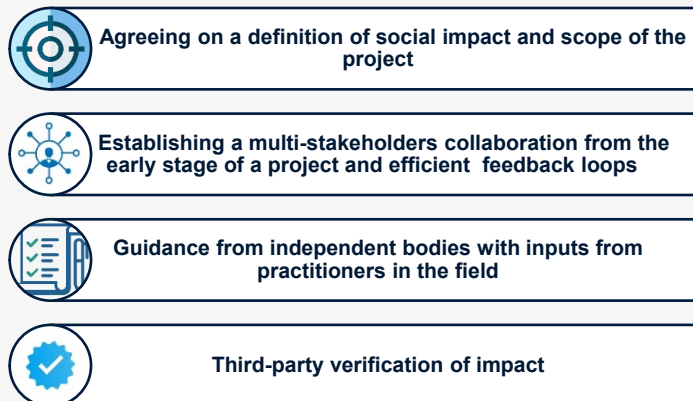 Agreeing on a definition of social impact and scope of the
project
Establishing a multi-stakeholders collaboration from the
early stage of a project and efficient feedback loops
Guidance from independent bodies with inputs from
practitioners in the field
Third-party verification of impact